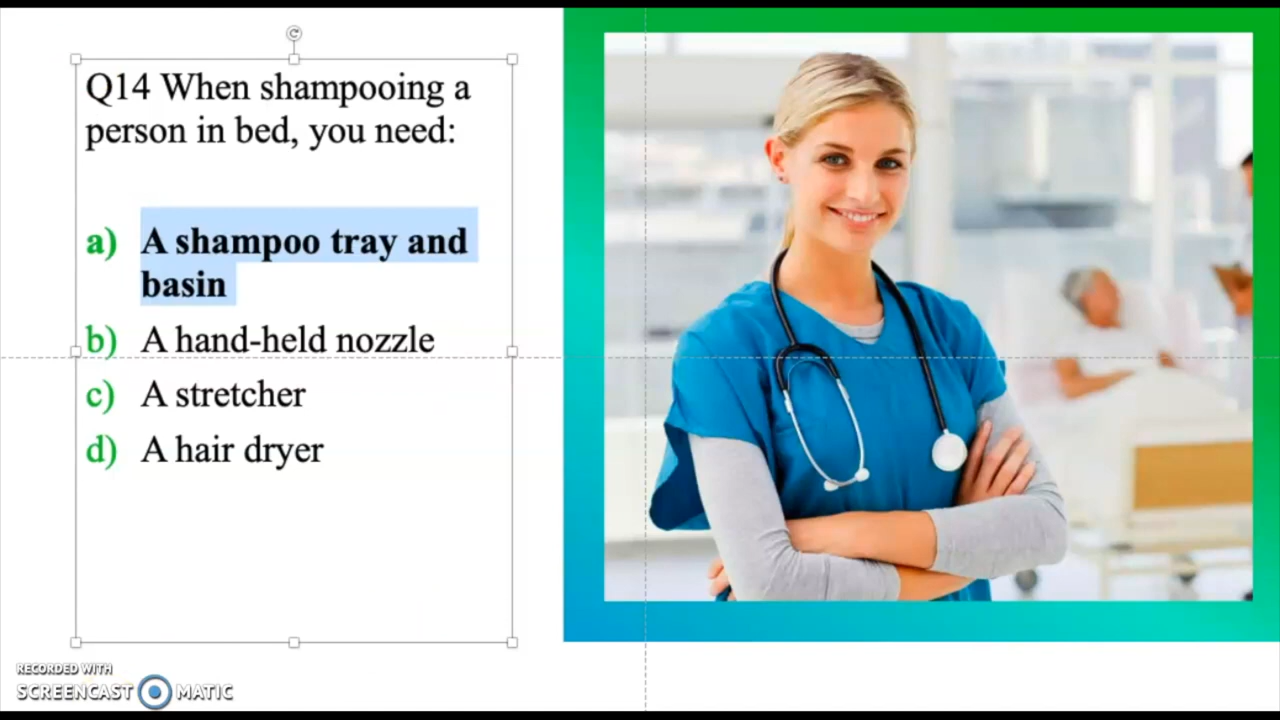 Q14 When shampooing a
person in bed, you need:
a) A shampoo tray and
basin
b) A hand-held nozzle
c) A stretcher
d) A hair dryer
RECORDED WITH
SCREENCAST MATIC